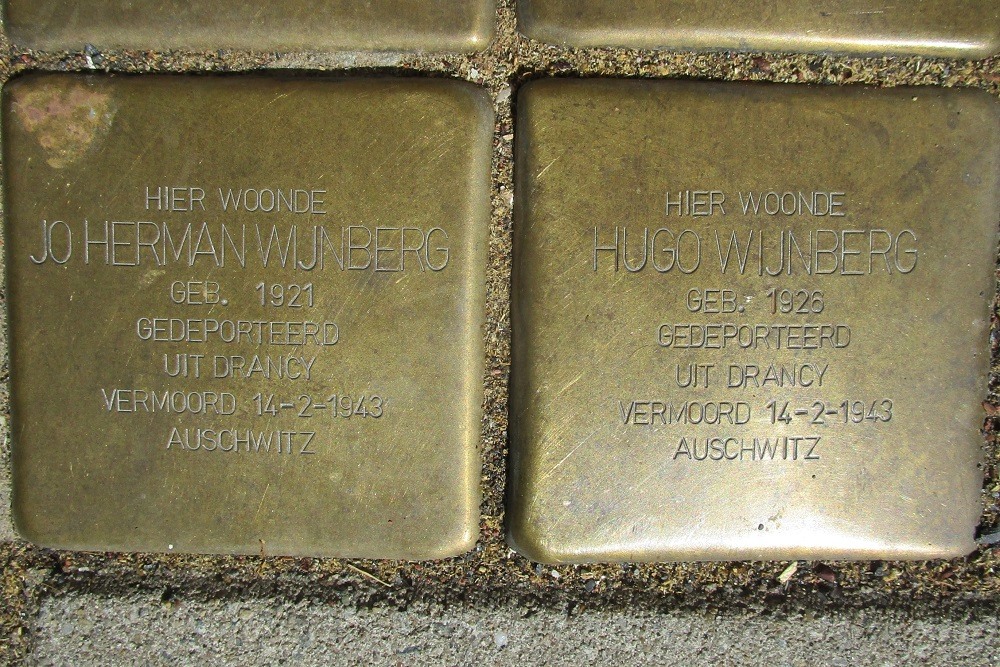 HIER WOONDE
JO HERMAN WIJNBERG
GEB. 1921
GEDEPORTEERD
UIT DRANCY
VERMOORD 14-2-1943
AUSCHWITZ
HIER WOONDE
HUGO WIJNBERG
GEB. 1926
GEDEPORTEERD
UIT DRANCY
VERMOORD 14-2-1943
AUSCHWITZ